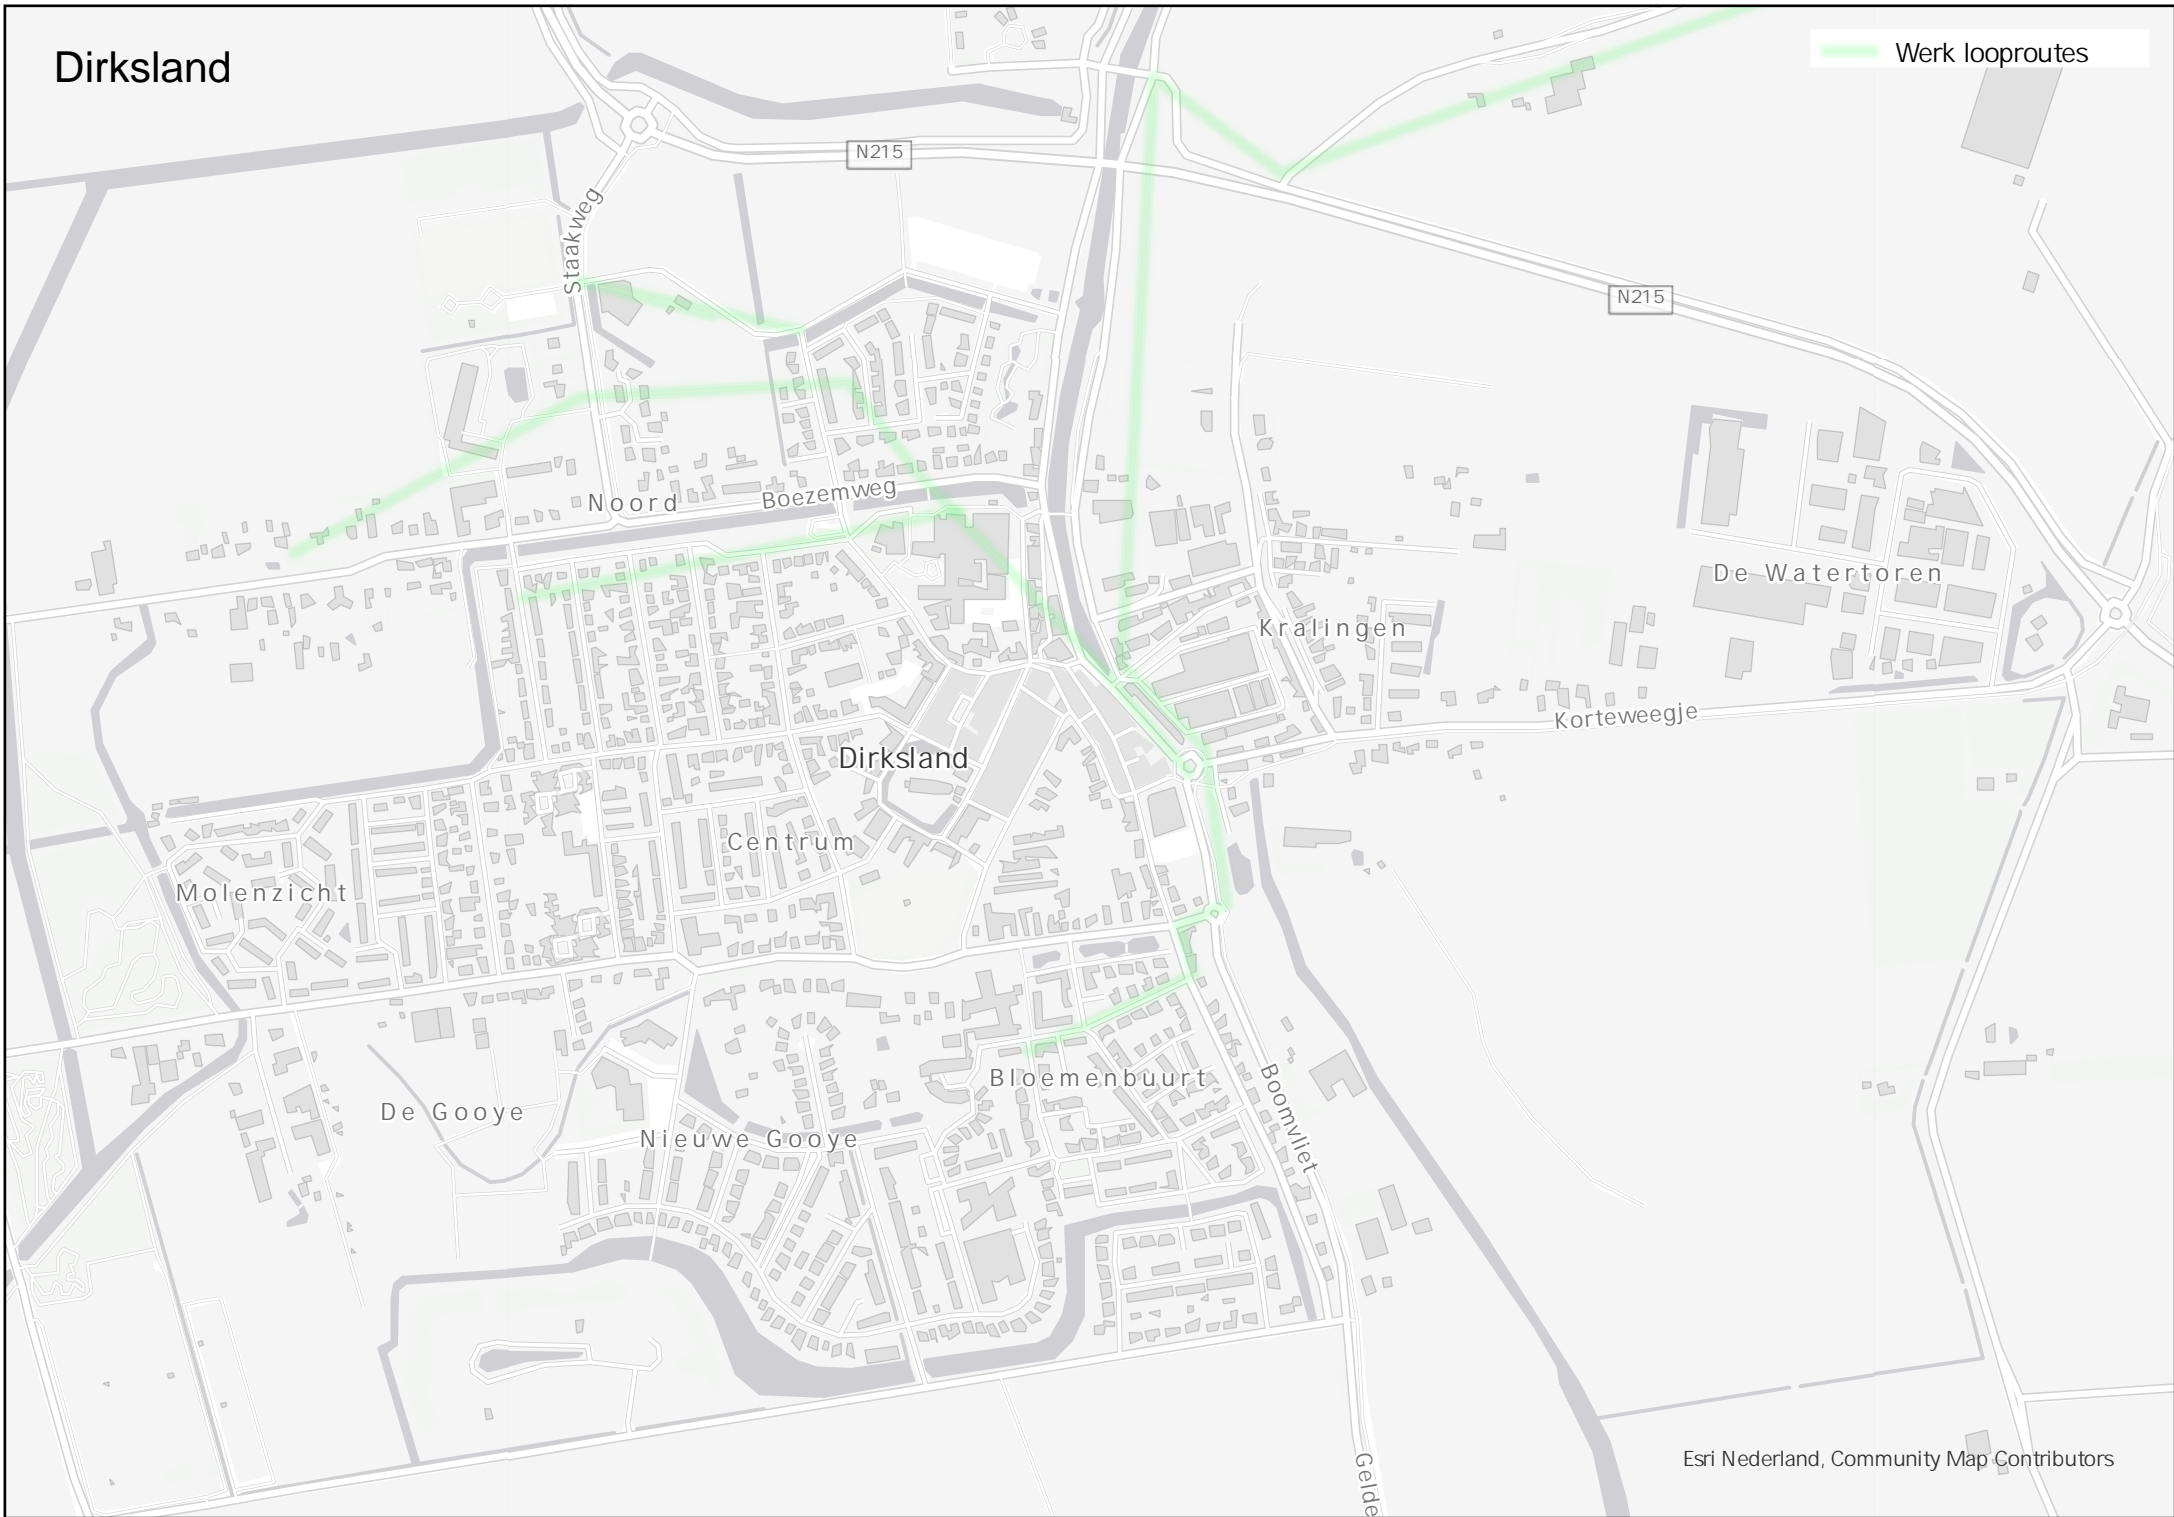 Dirksland
Werk looproutes
N215
Staakweg
N215
Noord
Boezemweg
De Watertoren
Kralingen
Korteweegje
Dirksland
Centrum
Molenzicht
Bloemenbuurt
De Gooye
Nieuwe Gooye
Boomvliet
Gelde
Esri Nederland, Community Map Contributors